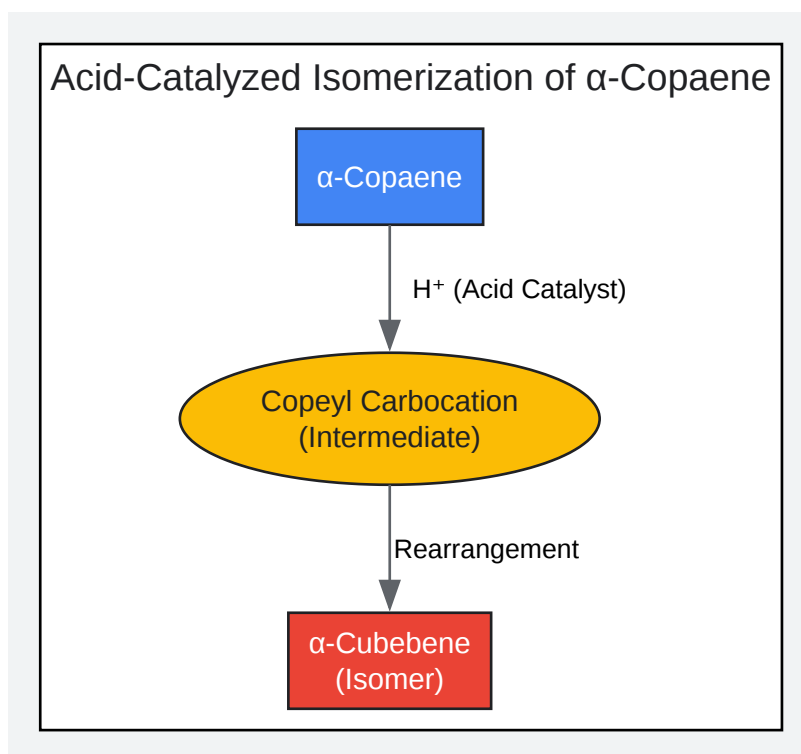 Acid-Catalyzed Isomerization of α-Copaene
α-Copaene
H⁺ (Acid Catalyst)
Copeyl Carbocation
(Intermediate)
Rearrangement
α-Cubebene
(Isomer)